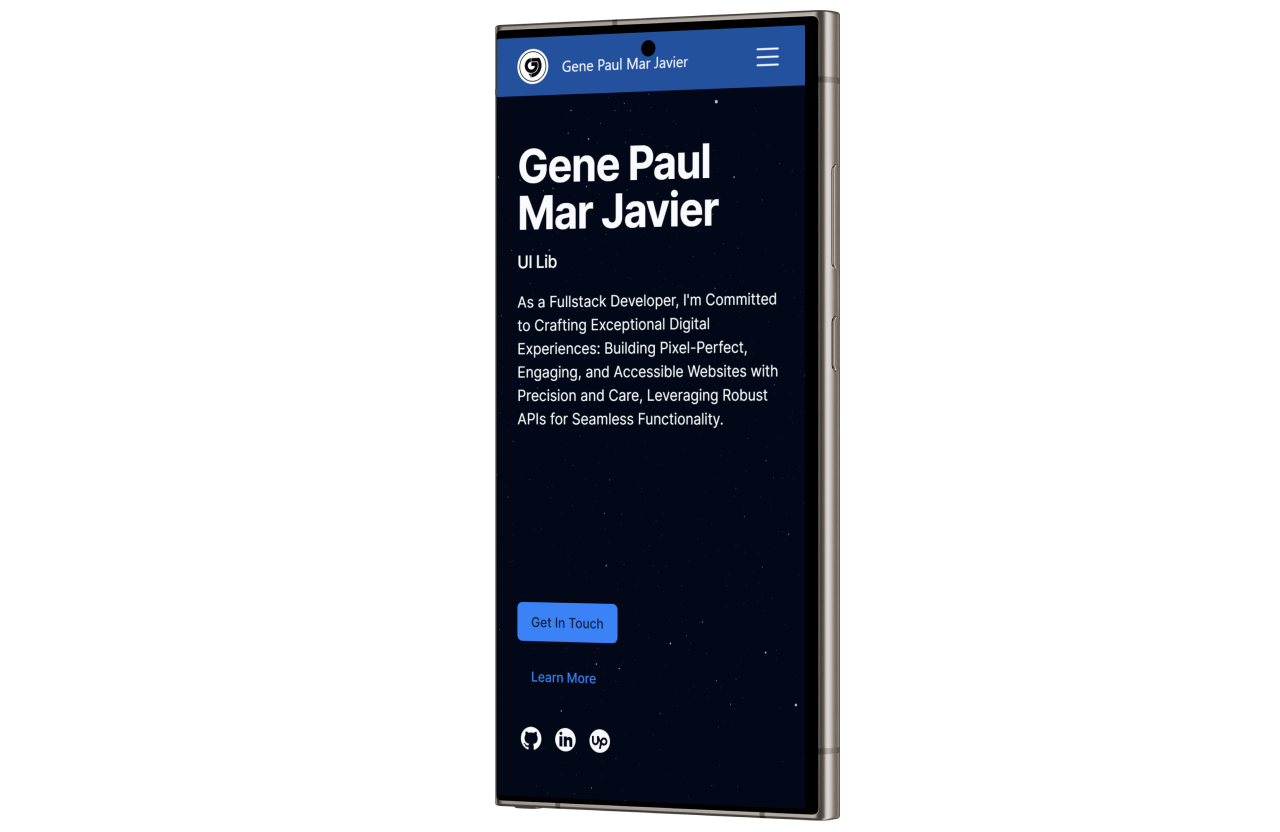 Gene Paul Mar Javier
Gene Paul
Mar Javier
UI Lib
As a Fullstack Developer, I'm Committed
to Crafting Exceptional Digital
Experiences: Building Pixel-Perfect,
Engaging, and Accessible Websites with
Precision and Care, Leveraging Robust
APIs for Seamless Functionality.
Get In Touch
Learn More
in
up